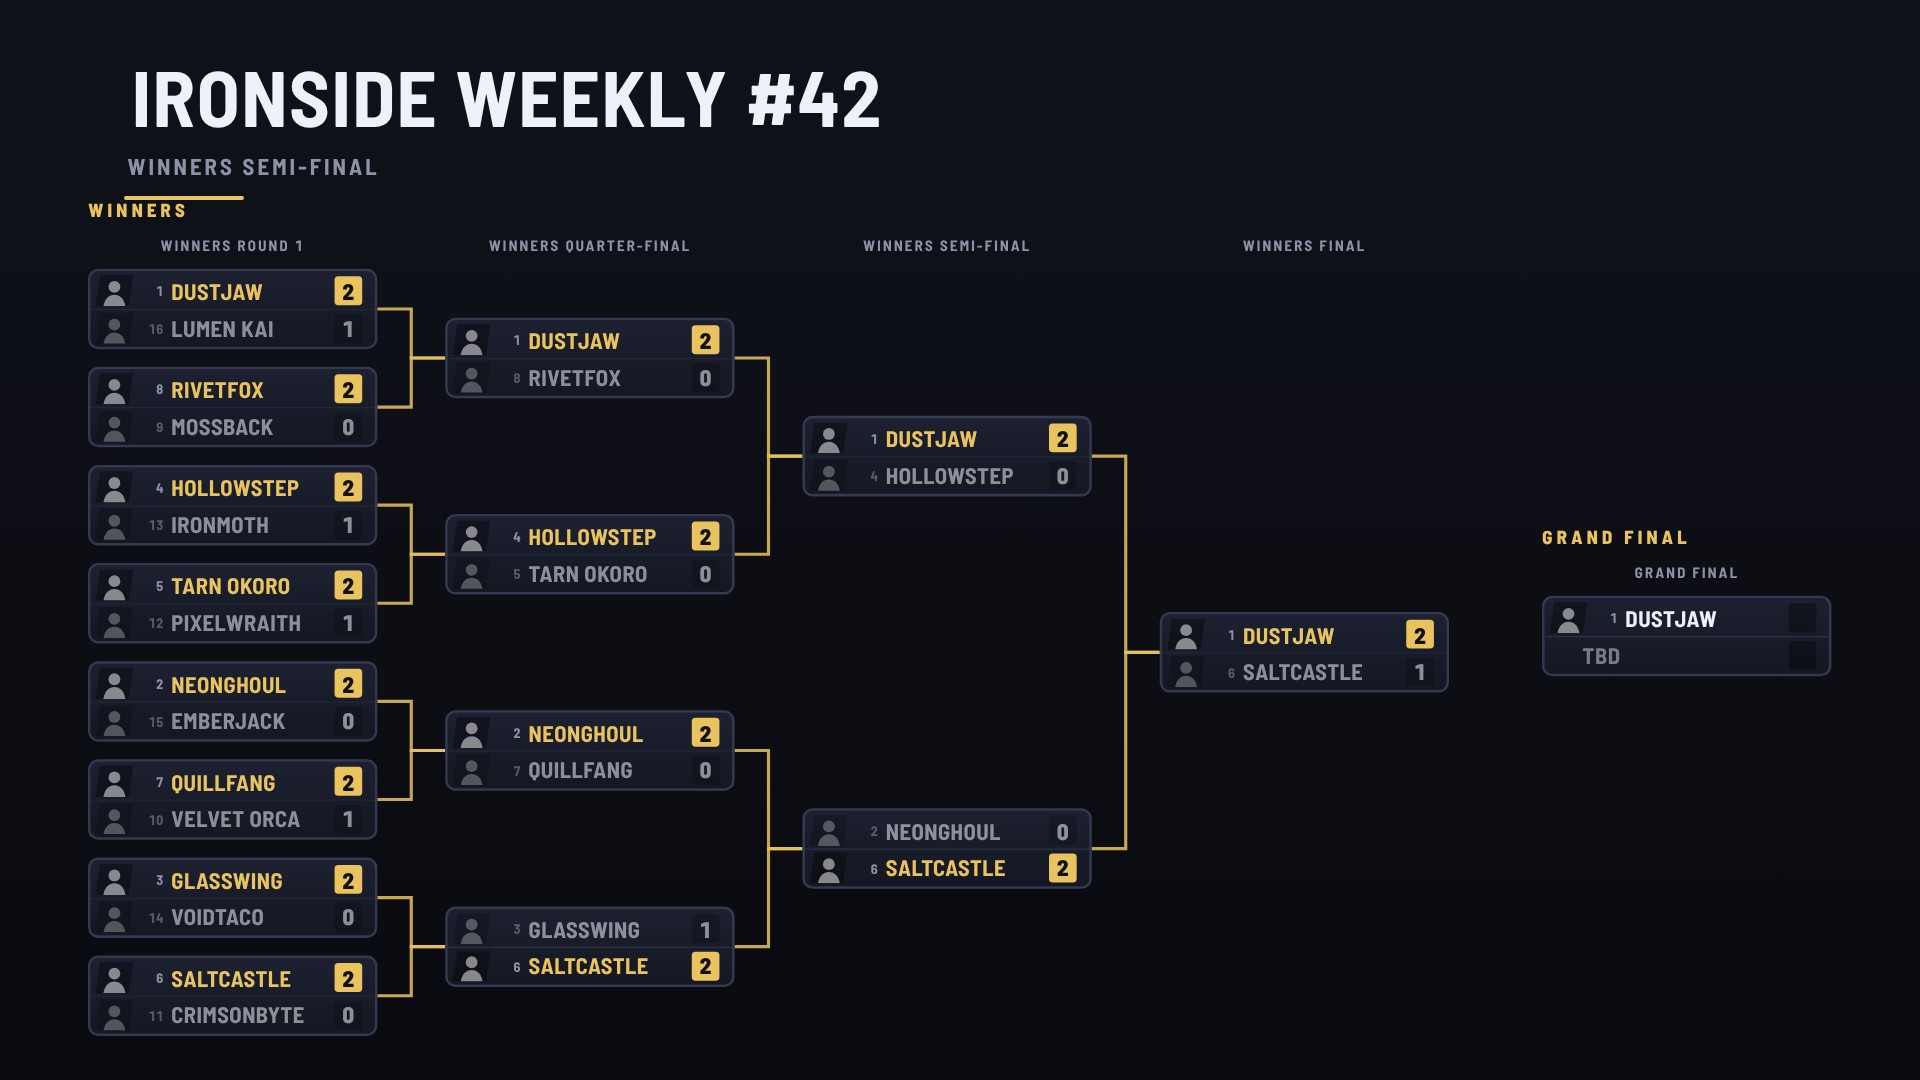 IRONSIDE WEEKLY #42
WINNERS SEMI-FINAL
WINNERS
WINNERS ROUND 1
1 DUSTJAW 2
16 LUMEN KAI 1
8 RIVETFOX 2
9 MOSSBACK 0
4 HOLLOWSTEP 2
13 IRONMOTH 1
5 TARN OKORO 2
12 PIXELWRAITH 1
2 NEONGHOUL 2
15 EMBERJACK 0
7 QUILLFANG 2
10 VELVET ORCA 1
3 GLASSWING 2
14 VOIDTACO 0
6 SALTCASTLE 2
11 CRIMSONBYTE 0
WINNERS QUARTER-FINAL
1 DUSTJAW 2
8 RIVETFOX 0
4 HOLLOWSTEP 2
5 TARN OKORO 0
2 NEONGHOUL 2
7 QUILLFANG 0
3 GLASSWING 1
6 SALTCASTLE 2
WINNERS SEMI-FINAL
1 DUSTJAW 2
4 HOLLOWSTEP 0
2 NEONGHOUL 0
6 SALTCASTLE 2
WINNERS FINAL
1 DUSTJAW 2
6 SALTCASTLE 1
GRAND FINAL
GRAND FINAL
1 DUSTJAW
TBD